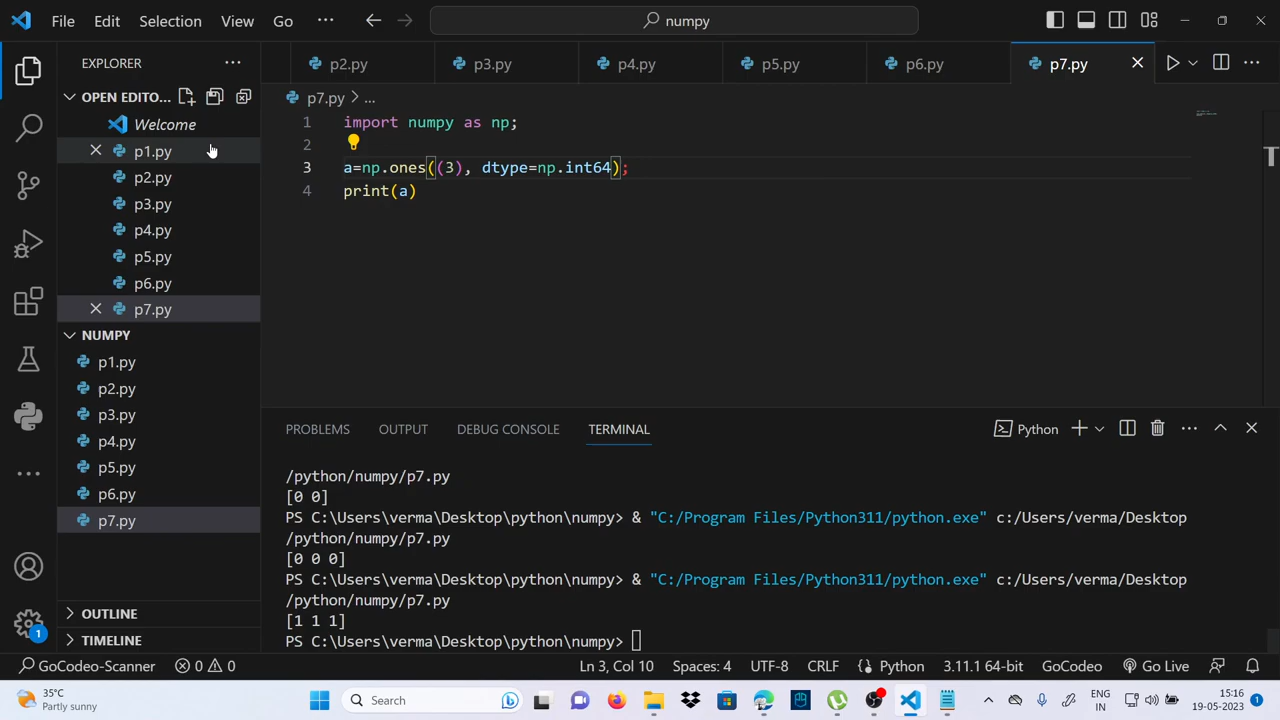 File Edit Selection View Go ... numpy
EXPLORER ...
p2.py p3.py p4.py p5.py p6.py p7.py
OPEN EDITO...
p7.py > ...
Welcome
p1.py
p2.py
p3.py
p4.py
p5.py
p6.py
p7.py
NUMPY
p1.py
p2.py
p3.py
p4.py
p5.py
p6.py
p7.py
OUTLINE
TIMELINE
1 import numpy as np;
2
3 a=np.ones((3), dtype=np.int64);
4 print(a)
PROBLEMS OUTPUT DEBUG CONSOLE TERMINAL Python
/python/numpy/p7.py
[0 0]
PS C:\Users\verma\Desktop\python\numpy> & "C:/Program Files/Python311/python.exe" c:/Users/verma/Desktop
/python/numpy/p7.py
[0 0 0]
PS C:\Users\verma\Desktop\python\numpy> & "C:/Program Files/Python311/python.exe" c:/Users/verma/Desktop
/python/numpy/p7.py
[1 1 1]
PS C:\Users\verma\Desktop\python\numpy>
1
GoCodeo-Scanner 0 0 Ln 3, Col 10 Spaces: 4 UTF-8 CRLF Python 3.11.1 64-bit GoCodeo Go Live
35°C
Partly sunny
Search
ENG
IN
15:16
19-05-2023
1